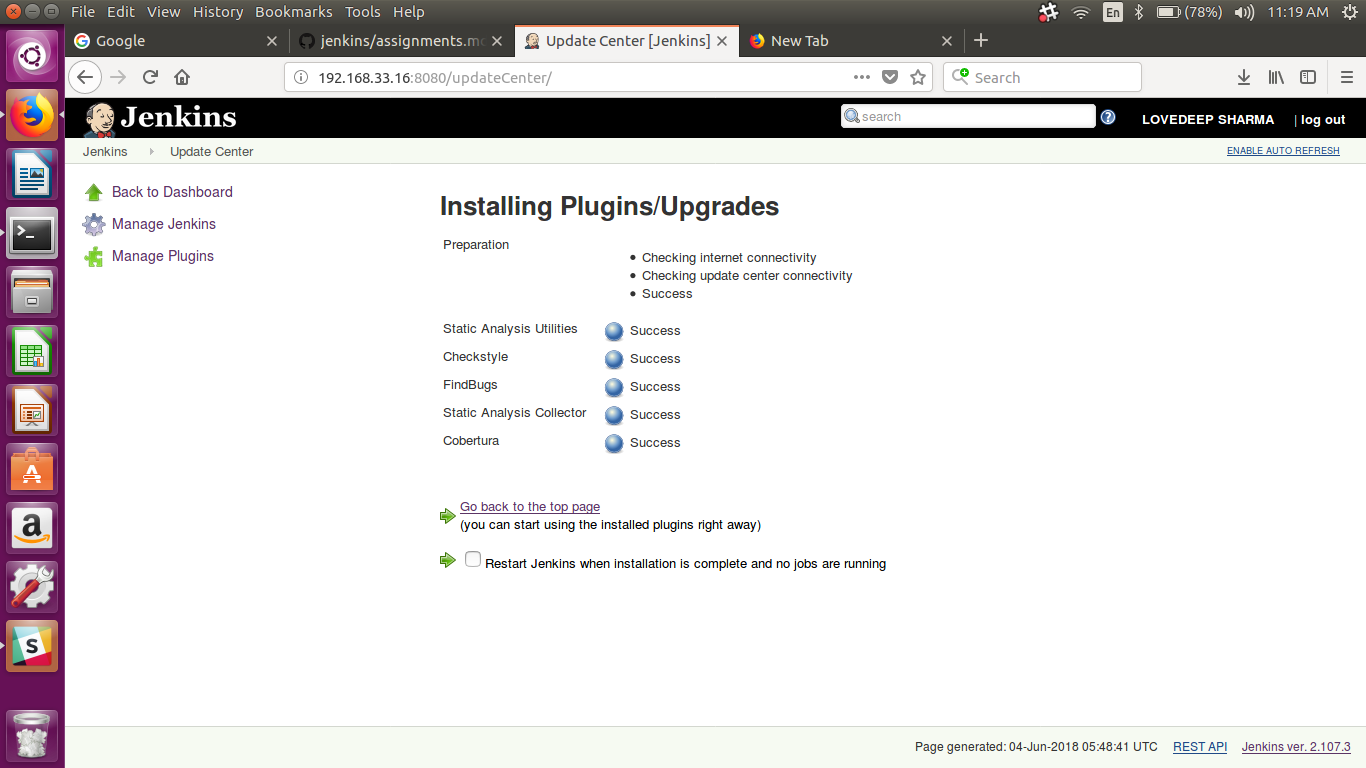 File Edit View History Bookmarks Tools Help
En
(78%)
11:19 AM
Google
jenkins/assignments.m
Update Center [Jenkins]
New Tab
192.168.33.16:8080/updateCenter/
Search
Jenkins
search
LOVEDEEP SHARMA
| log out
Jenkins
Update Center
ENABLE AUTO REFRESH
Back to Dashboard
Manage Jenkins
Manage Plugins
Installing Plugins/Upgrades
Preparation
• Checking internet connectivity
• Checking update center connectivity
• Success
Static Analysis Utilities Success
Checkstyle Success
FindBugs Success
Static Analysis Collector Success
Cobertura Success
Go back to the top page
(you can start using the installed plugins right away)
Restart Jenkins when installation is complete and no jobs are running
Page generated: 04-Jun-2018 05:48:41 UTC REST API Jenkins ver. 2.107.3